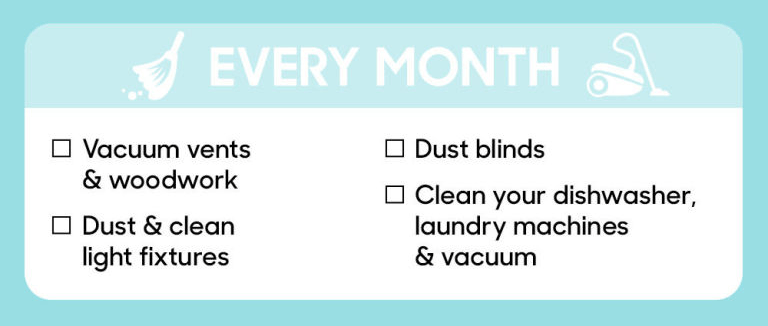 EVERY MONTH
Vacuum vents
& woodwork
Dust & clean
light fixtures
Dust blinds
Clean your dishwasher,
laundry machines
& vacuum